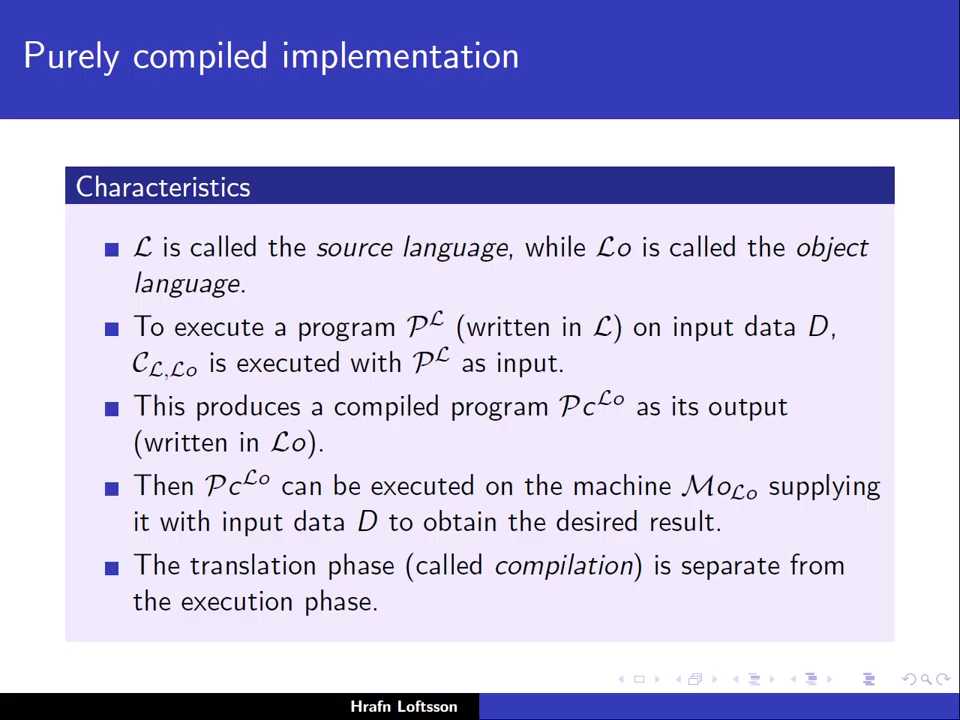 Purely compiled implementation
Characteristics
ℒ is called the source language, while ℒo is called the object
language.
To execute a program 𝒫^ℒ (written in ℒ) on input data D,
𝒞_ℒ,ℒo is executed with 𝒫^ℒ as input.
This produces a compiled program 𝒫c^ℒo as its output
(written in ℒo).
Then 𝒫c^ℒo can be executed on the machine ℳo_ℒo supplying
it with input data D to obtain the desired result.
The translation phase (called compilation) is separate from
the execution phase.
Hrafn Loftsson